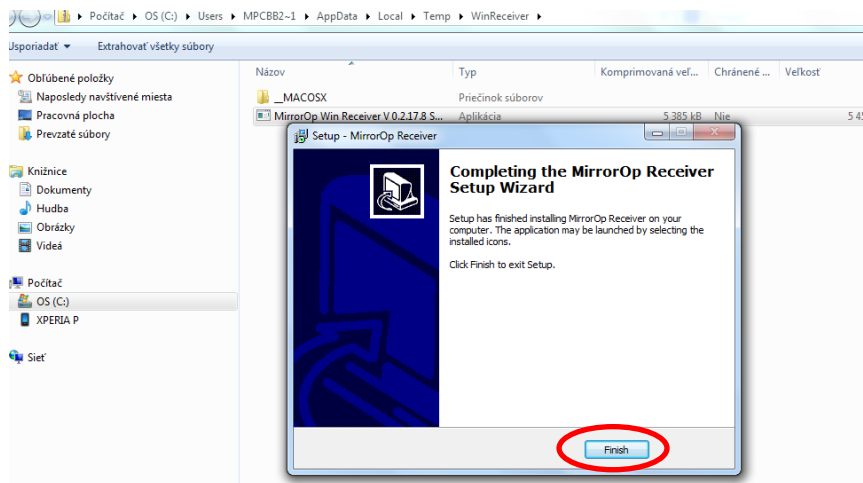 Počítač ▸ OS (C:) ▸ Users ▸ MPCBB2~1 ▸ AppData ▸ Local ▸ Temp ▸ WinReceiver ▸
Usporiadať ▾ Extrahovať všetky súbory
Obľúbené položky
Naposledy navštívené miesta
Pracovná plocha
Prevzaté súbory
Knižnice
Dokumenty
Hudba
Obrázky
Videá
Počítač
OS (C:)
XPERIA P
Sieť
Názov Typ Komprimovaná veľ... Chránené ... Veľkosť
__MACOSX Priečinok súborov
MirrorOp Win Receiver V 0.2.17.8 S... Aplikácia 5 385 kB Nie
Setup - MirrorOp Receiver
Completing the MirrorOp Receiver
Setup Wizard
Setup has finished installing MirrorOp Receiver on your
computer. The application may be launched by selecting the
installed icons.
Click Finish to exit Setup.
Finish